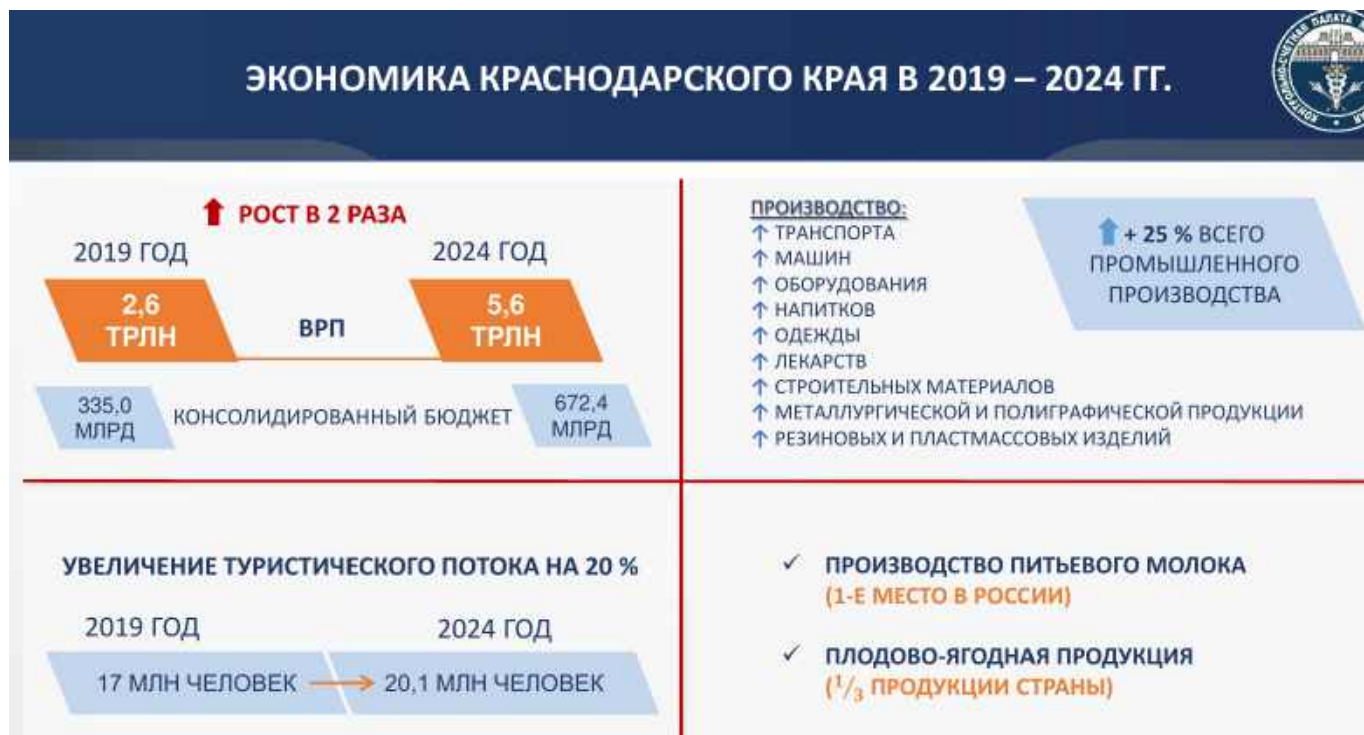 ЭКОНОМИКА КРАСНОДАРСКОГО КРАЯ В 2019 – 2024 ГГ.
КОНТРОЛЬНО-СЧЕТНАЯ ПАЛАТА
РОСТ В 2 РАЗА
2019 ГОД
2024 ГОД
2,6
ТРЛН
ВРП
5,6
ТРЛН
335,0
МЛРД
КОНСОЛИДИРОВАННЫЙ БЮДЖЕТ
672,4
МЛРД
ПРОИЗВОДСТВО:
↑ ТРАНСПОРТА
↑ МАШИН
↑ ОБОРУДОВАНИЯ
↑ НАПИТКОВ
↑ ОДЕЖДЫ
↑ ЛЕКАРСТВ
↑ СТРОИТЕЛЬНЫХ МАТЕРИАЛОВ
↑ МЕТАЛЛУРГИЧЕСКОЙ И ПОЛИГРАФИЧЕСКОЙ ПРОДУКЦИИ
↑ РЕЗИНОВЫХ И ПЛАСТМАССОВЫХ ИЗДЕЛИЙ
+ 25 % ВСЕГО
ПРОМЫШЛЕННОГО
ПРОИЗВОДСТВА
УВЕЛИЧЕНИЕ ТУРИСТИЧЕСКОГО ПОТОКА НА 20 %
2019 ГОД
2024 ГОД
17 МЛН ЧЕЛОВЕК
20,1 МЛН ЧЕЛОВЕК
✓ ПРОИЗВОДСТВО ПИТЬЕВОГО МОЛОКА
(1-Е МЕСТО В РОССИИ)
✓ ПЛОДОВО-ЯГОДНАЯ ПРОДУКЦИЯ
(1/3 ПРОДУКЦИИ СТРАНЫ)